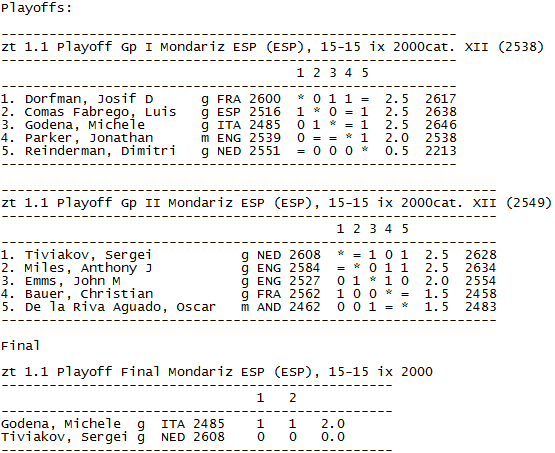 Playoffs:
------------------------------------------------------------
zt 1.1 Playoff Gp I Mondariz ESP (ESP), 15-15 ix 2000cat. XII (2538)
------------------------------------------------------------
1 2 3 4 5
------------------------------------------------------------
1. Dorfman, Josif D g FRA 2600 * 0 1 1 = 2.5 2617
2. Comas Fabrego, Luis g ESP 2516 1 * 0 = 1 2.5 2638
3. Godena, Michele g ITA 2485 0 1 * = 1 2.5 2646
4. Parker, Jonathan m ENG 2539 0 = = * 1 2.0 2538
5. Reinderman, Dimitri g NED 2551 = 0 0 0 * 0.5 2213
------------------------------------------------------------
------------------------------------------------------------------
zt 1.1 Playoff Gp II Mondariz ESP (ESP), 15-15 ix 2000cat. XII (2549)
------------------------------------------------------------------
1 2 3 4 5
------------------------------------------------------------------
1. Tiviakov, Sergei g NED 2608 * = 1 0 1 2.5 2628
2. Miles, Anthony J g ENG 2584 = * 0 1 1 2.5 2634
3. Emms, John M g ENG 2527 0 1 * 1 0 2.0 2554
4. Bauer, Christian g FRA 2562 1 0 0 * = 1.5 2458
5. De la Riva Aguado, Oscar m AND 2462 0 0 1 = * 1.5 2483
------------------------------------------------------------------
Final
zt 1.1 Playoff Final Mondariz ESP (ESP), 15-15 ix 2000
----------------------------------------------------
1 2
----------------------------------------------------
Godena, Michele g ITA 2485 1 1 2.0
Tiviakov, Sergei g NED 2608 0 0 0.0
----------------------------------------------------